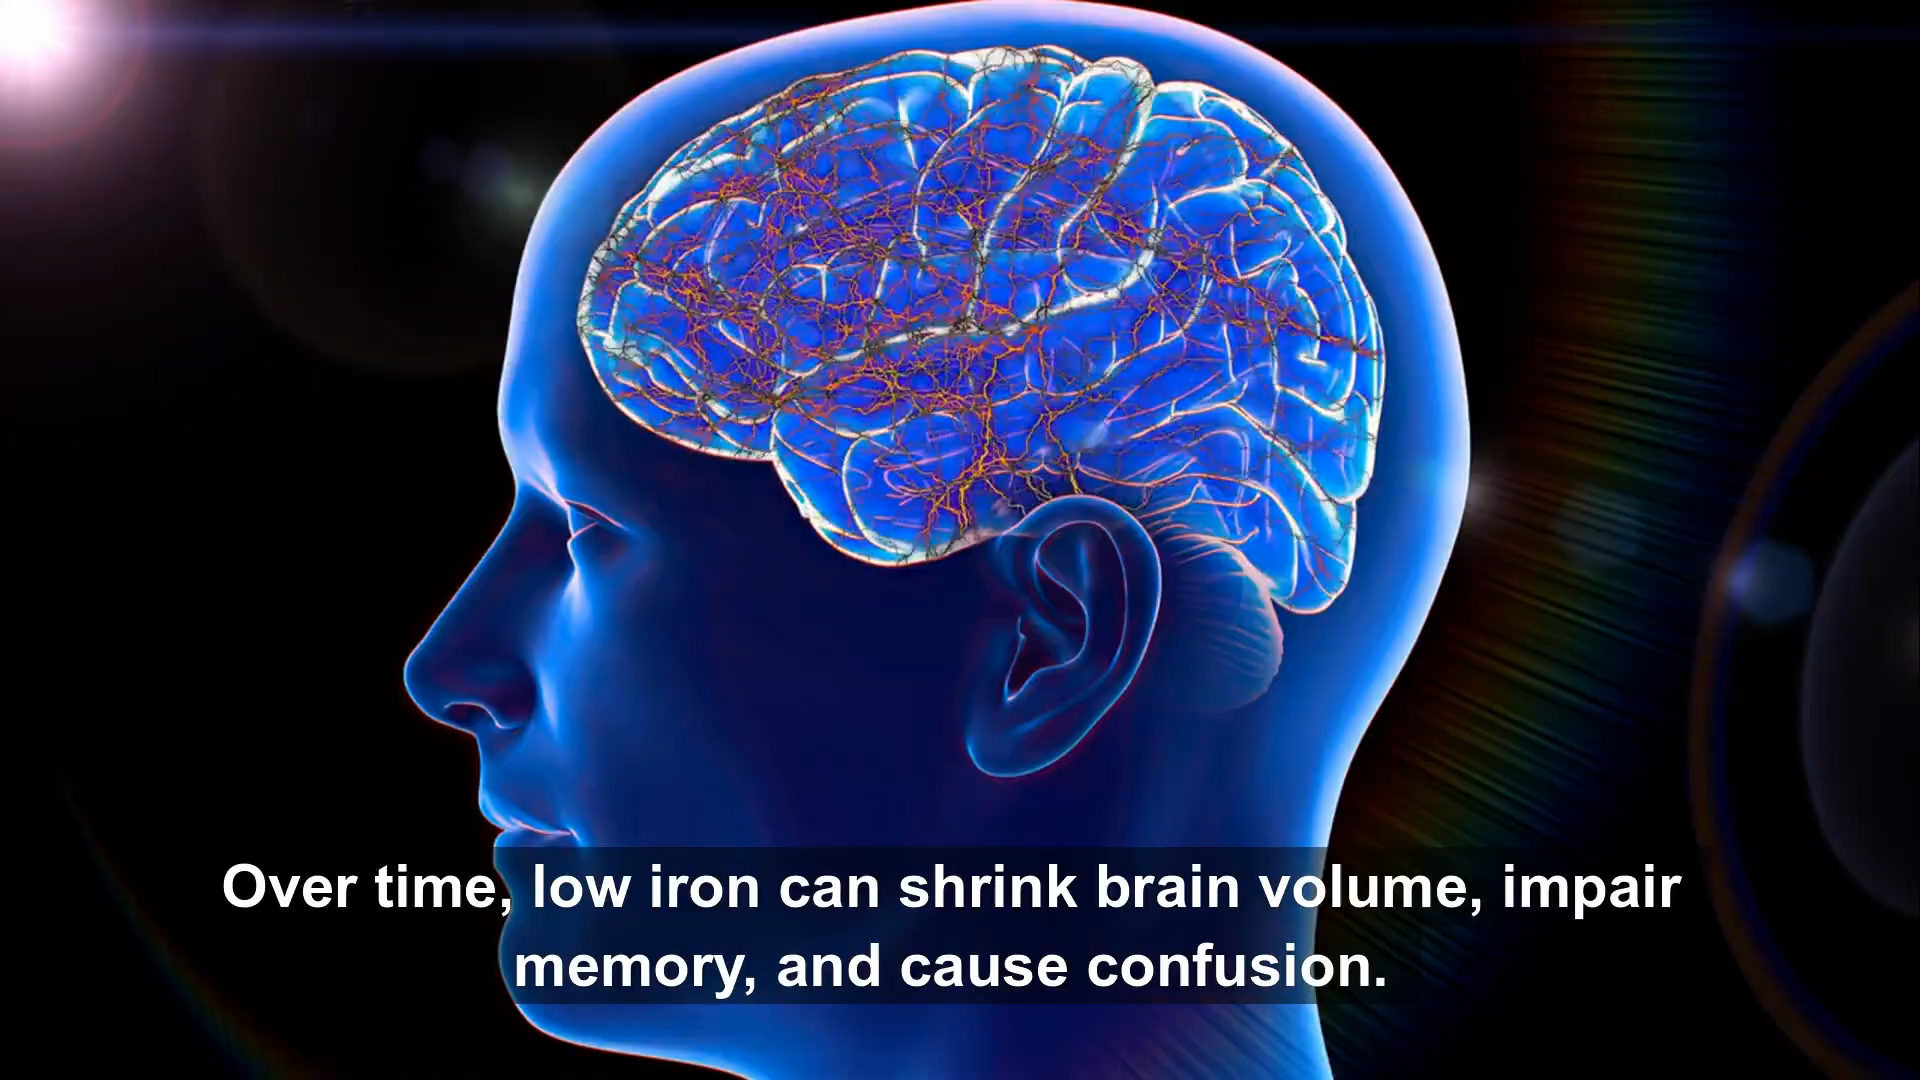 Over time, low iron can shrink brain volume, impair
memory, and cause confusion.